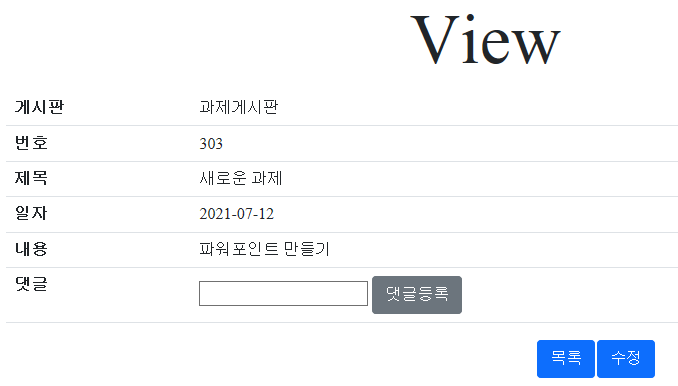 View
게시판 과제게시판
번호 303
제목 새로운 과제
일자 2021-07-12
내용 파워포인트 만들기
댓글 댓글등록
목록 수정